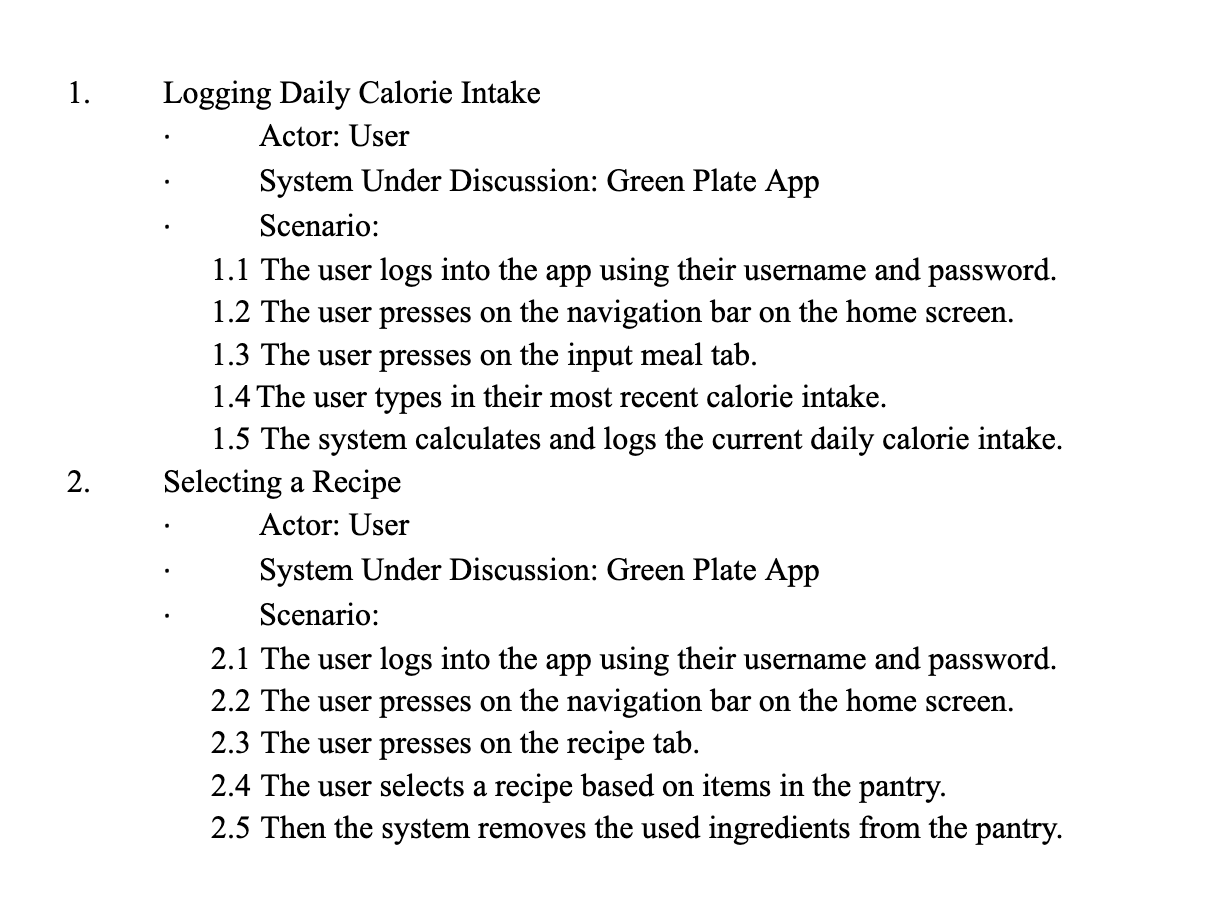 1. Logging Daily Calorie Intake
· Actor: User
· System Under Discussion: Green Plate App
· Scenario:
1.1 The user logs into the app using their username and password.
1.2 The user presses on the navigation bar on the home screen.
1.3 The user presses on the input meal tab.
1.4 The user types in their most recent calorie intake.
1.5 The system calculates and logs the current daily calorie intake.
2. Selecting a Recipe
· Actor: User
· System Under Discussion: Green Plate App
· Scenario:
2.1 The user logs into the app using their username and password.
2.2 The user presses on the navigation bar on the home screen.
2.3 The user presses on the recipe tab.
2.4 The user selects a recipe based on items in the pantry.
2.5 Then the system removes the used ingredients from the pantry.